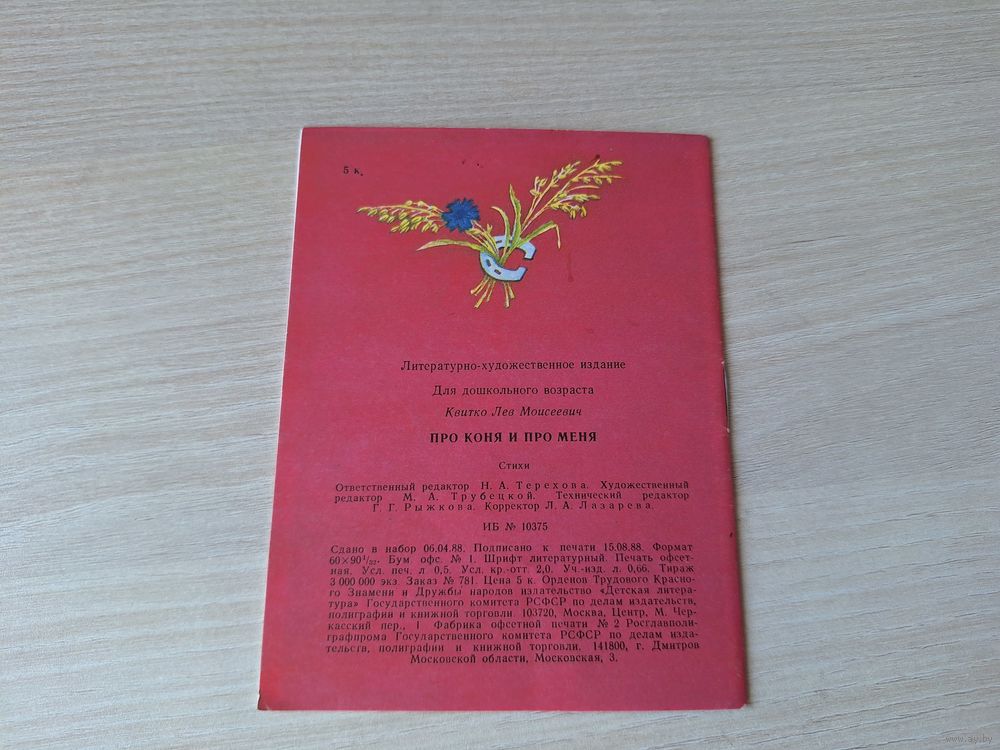 5 к.
Литературно-художественное издание
Для дошкольного возраста
Квитко Лев Моисеевич
ПРО КОНЯ И ПРО МЕНЯ
Стихи
Ответственный редактор Н. А. Терехова. Художественный
редактор М. А. Трубецкой. Технический редактор
Г. Г. Рыжкова. Корректор Л. А. Лазарева.
ИБ № 10375
Сдано в набор 06.04.88. Подписано к печати 15.08.88. Формат
60×90¹/₃₂. Бум. офс. № 1. Шрифт литературный. Печать офсет-
ная. Усл. печ. л 0,5. Усл. кр.-отт. 2,0. Уч.-изд. л. 0,66. Тираж
3 000 000 экз. Заказ № 781. Цена 5 к. Орденов Трудового Красно-
го Знамени и Дружбы народов издательство «Детская литера-
тура» Государственного комитета РСФСР по делам издательств,
полиграфии и книжной торговли. 103720, Москва, Центр, М. Чер-
касский пер., 1 Фабрика офсетной печати № 2 Росглавполи-
графпрома Государственного комитета РСФСР по делам изда-
тельств, полиграфии и книжной торговли. 141800, г. Дмитров
Московской области, Московская, 3.
www.ay.by